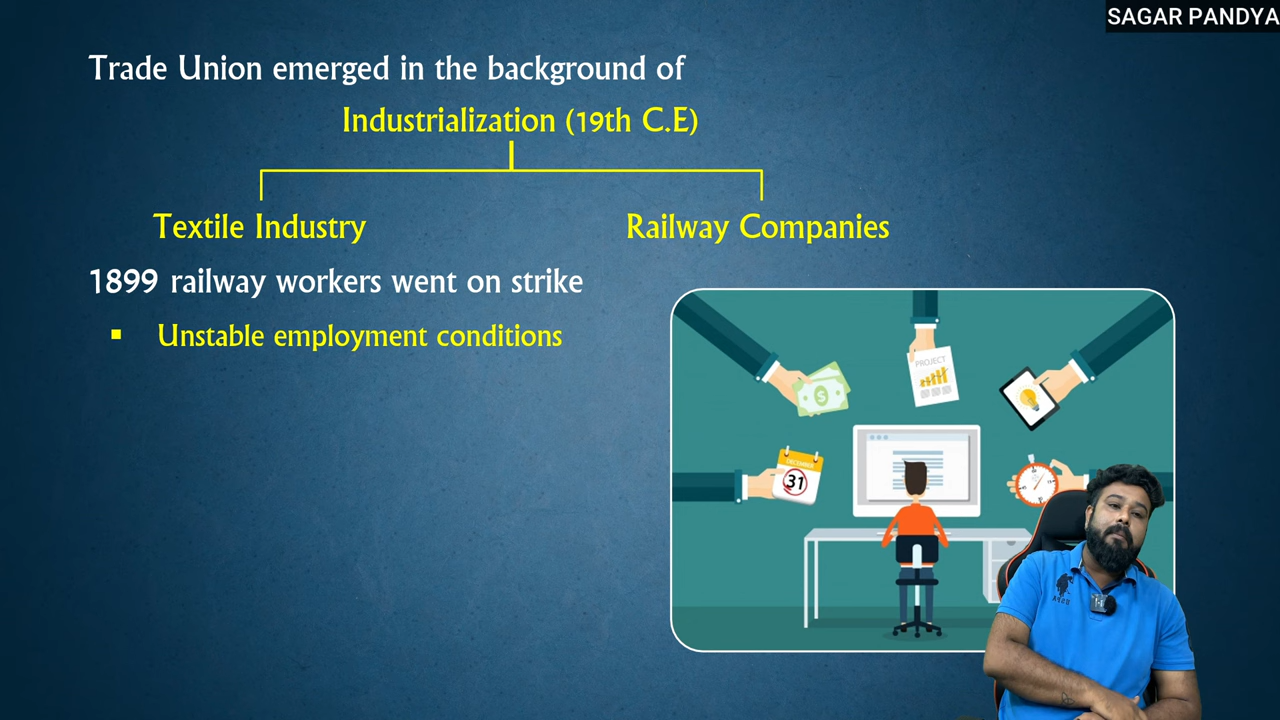 SAGAR PANDYA
Trade Union emerged in the background of
Industrialization (19th C.E)
Textile Industry
Railway Companies
1899 railway workers went on strike
▪ Unstable employment conditions
PROJECT
$
DECEMBER
31